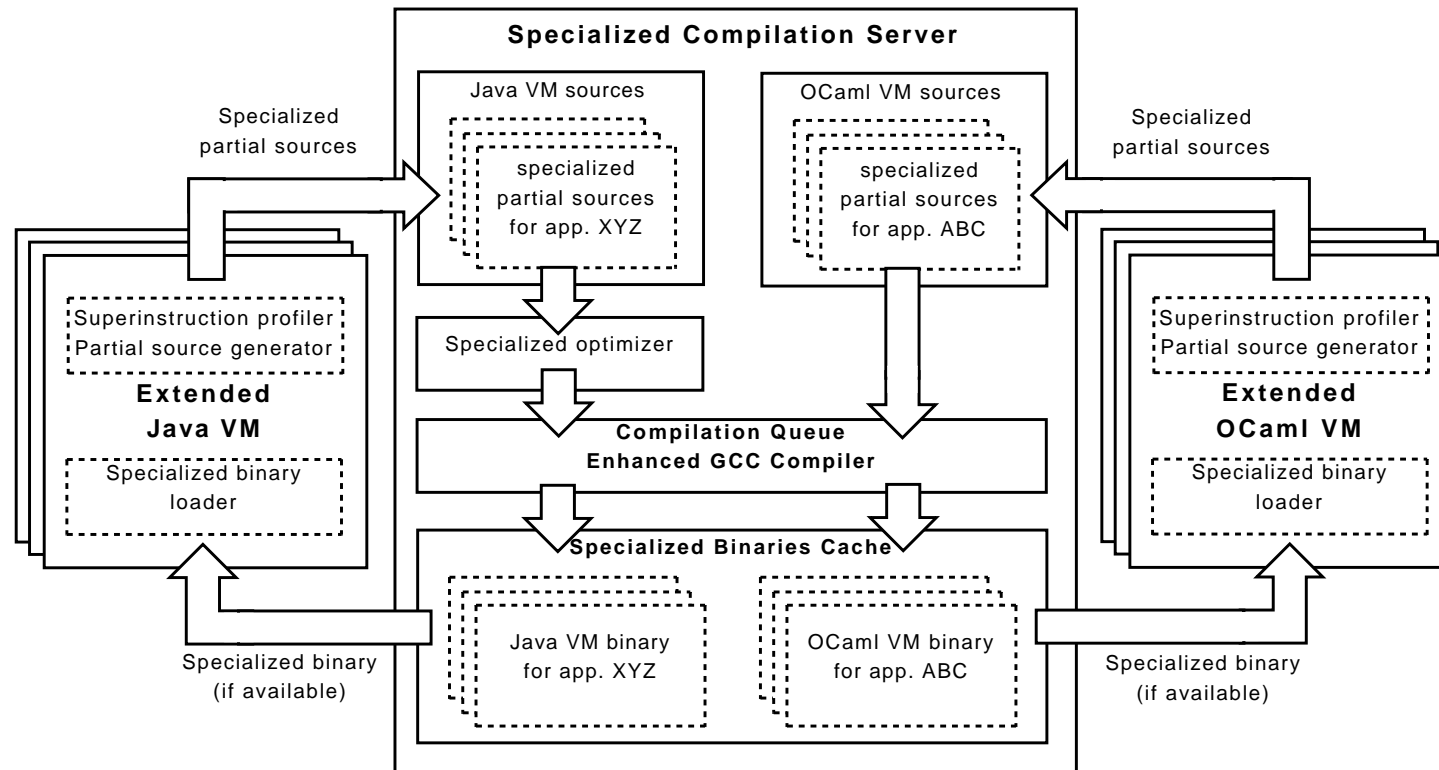 Specialized Compilation Server
Java VM sources
OCaml VM sources
Specialized
partial sources
Specialized
partial sources
specialized
partial sources
for app. XYZ
specialized
partial sources
for app. ABC
Superinstruction profiler
Partial source generator
Extended
Java VM
Specialized binary
loader
Specialized optimizer
Superinstruction profiler
Partial source generator
Extended
OCaml VM
Specialized binary
loader
Compilation Queue
Enhanced GCC Compiler
Specialized Binaries Cache
Java VM binary
for app. XYZ
OCaml VM binary
for app. ABC
Specialized binary
(if available)
Specialized binary
(if available)